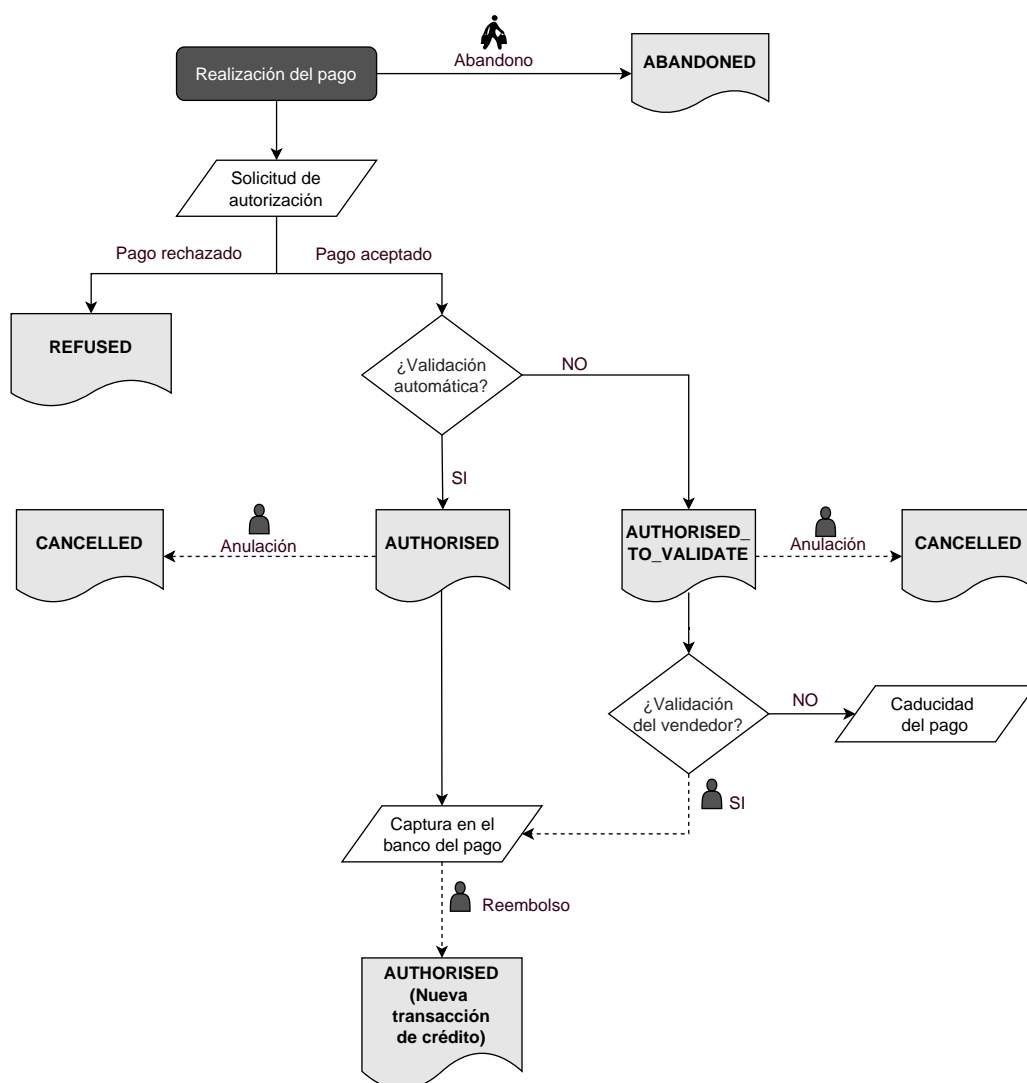 Abandono
Realización del pago
ABANDONED
Solicitud de
autorización
Pago rechazado
Pago aceptado
REFUSED
¿Validación
automática?
NO
SI
CANCELLED
Anulación
AUTHORISED
AUTHORISED_
TO_VALIDATE
Anulación
CANCELLED
¿Validación
del vendedor?
NO
Caducidad
del pago
SI
Captura en el
banco del pago
Reembolso
AUTHORISED
(Nueva
transacción
de crédito)